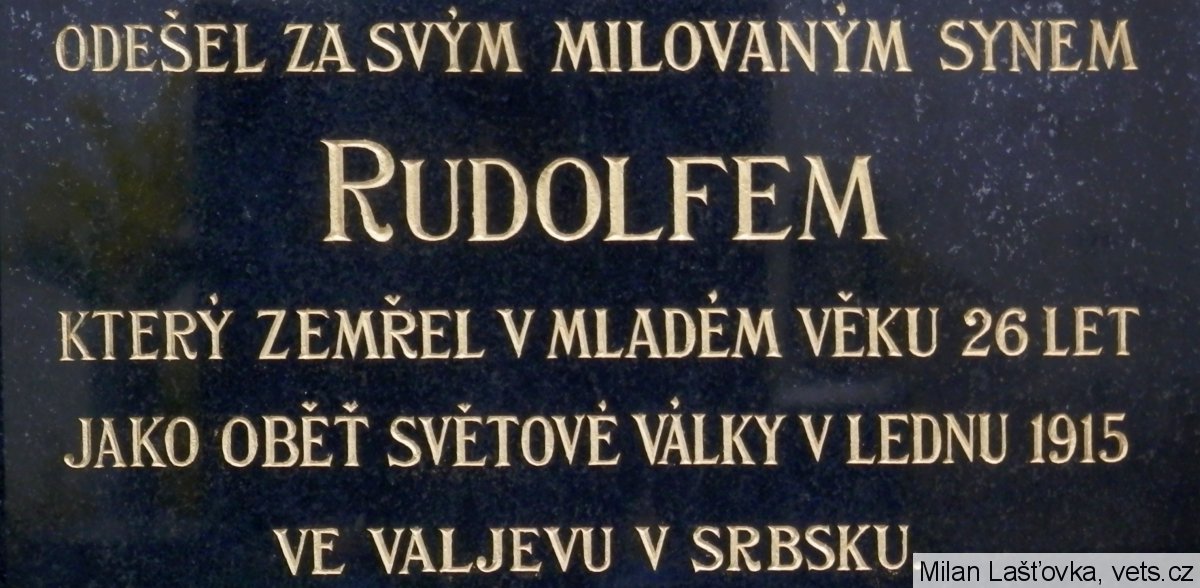 ODEŠEL ZA SVÝM MILOVANÝM SYNEM
RUDOLFEM
KTERÝ ZEMŘEL V MLADÉM VĚKU 26 LET
JAKO OBĚŤ SVĚTOVÉ VÁLKY V LEDNU 1915
VE VALJEVU V SRBSKU.
Milan Lašťovka, vets.cz